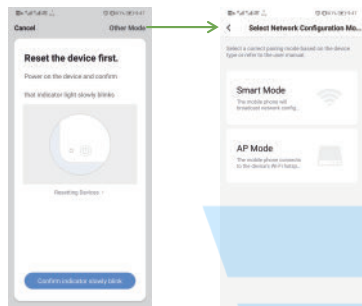 Cancel
Other Mode
Reset the device first.
Power on the device and confirm
that indicator light slowly blinks
Resetting Devices >
Confirm indicator slowly blink
Select Network Configuration Mo...
Select a correct pairing mode based on the device
type or refer to the user manual.
Smart Mode
The mobile phone will
broadcast network config..
AP Mode
The mobile phone connects
to the device's Wi-Fi hotsp..